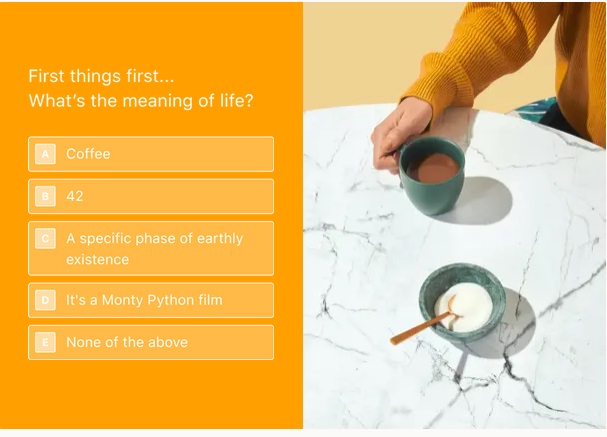 First things first...
What's the meaning of life?
A Coffee
B 42
C A specific phase of earthly
existence
D It's a Monty Python film
E None of the above